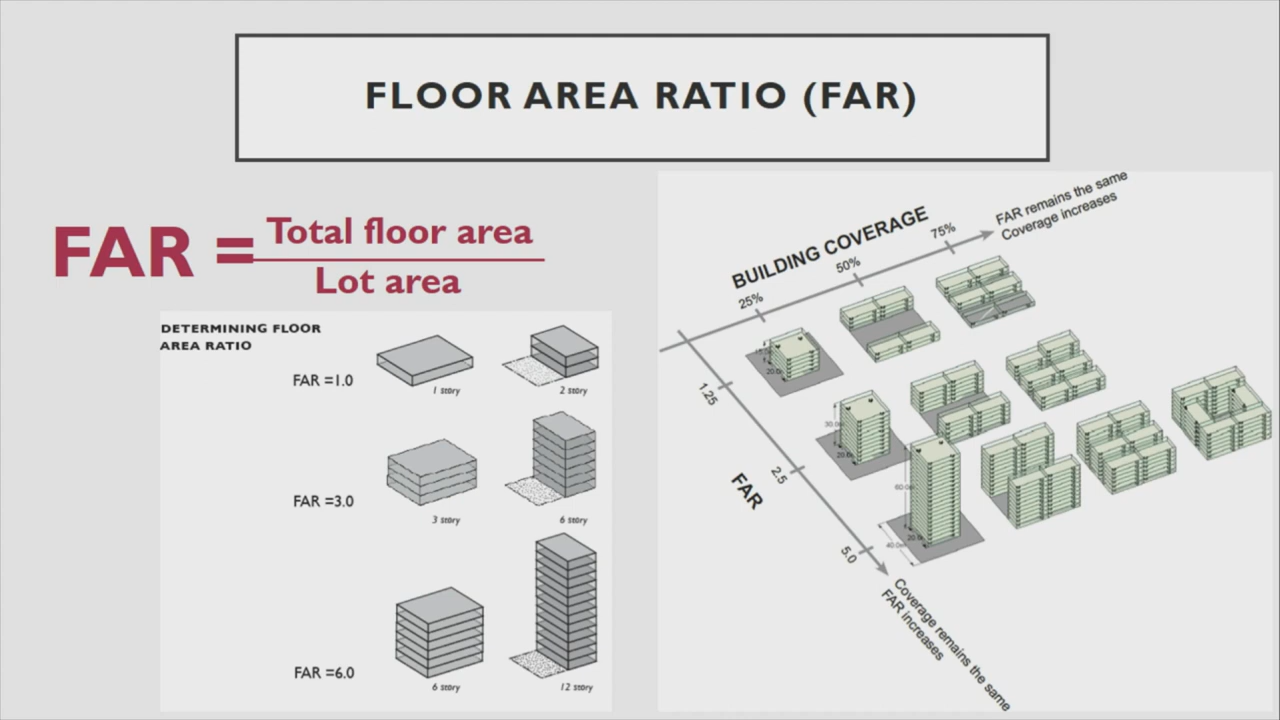 FLOOR AREA RATIO (FAR)
FAR =
Total floor area
Lot area
DETERMINING FLOOR
AREA RATIO
FAR =1.0
1 story
2 story
FAR =3.0
3 story
6 story
FAR =6.0
6 story
12 story
BUILDING COVERAGE
25%
50%
75%
FAR remains the same
Coverage increases
FAR
1.25
2.5
5.0
Coverage remains the same
FAR increases